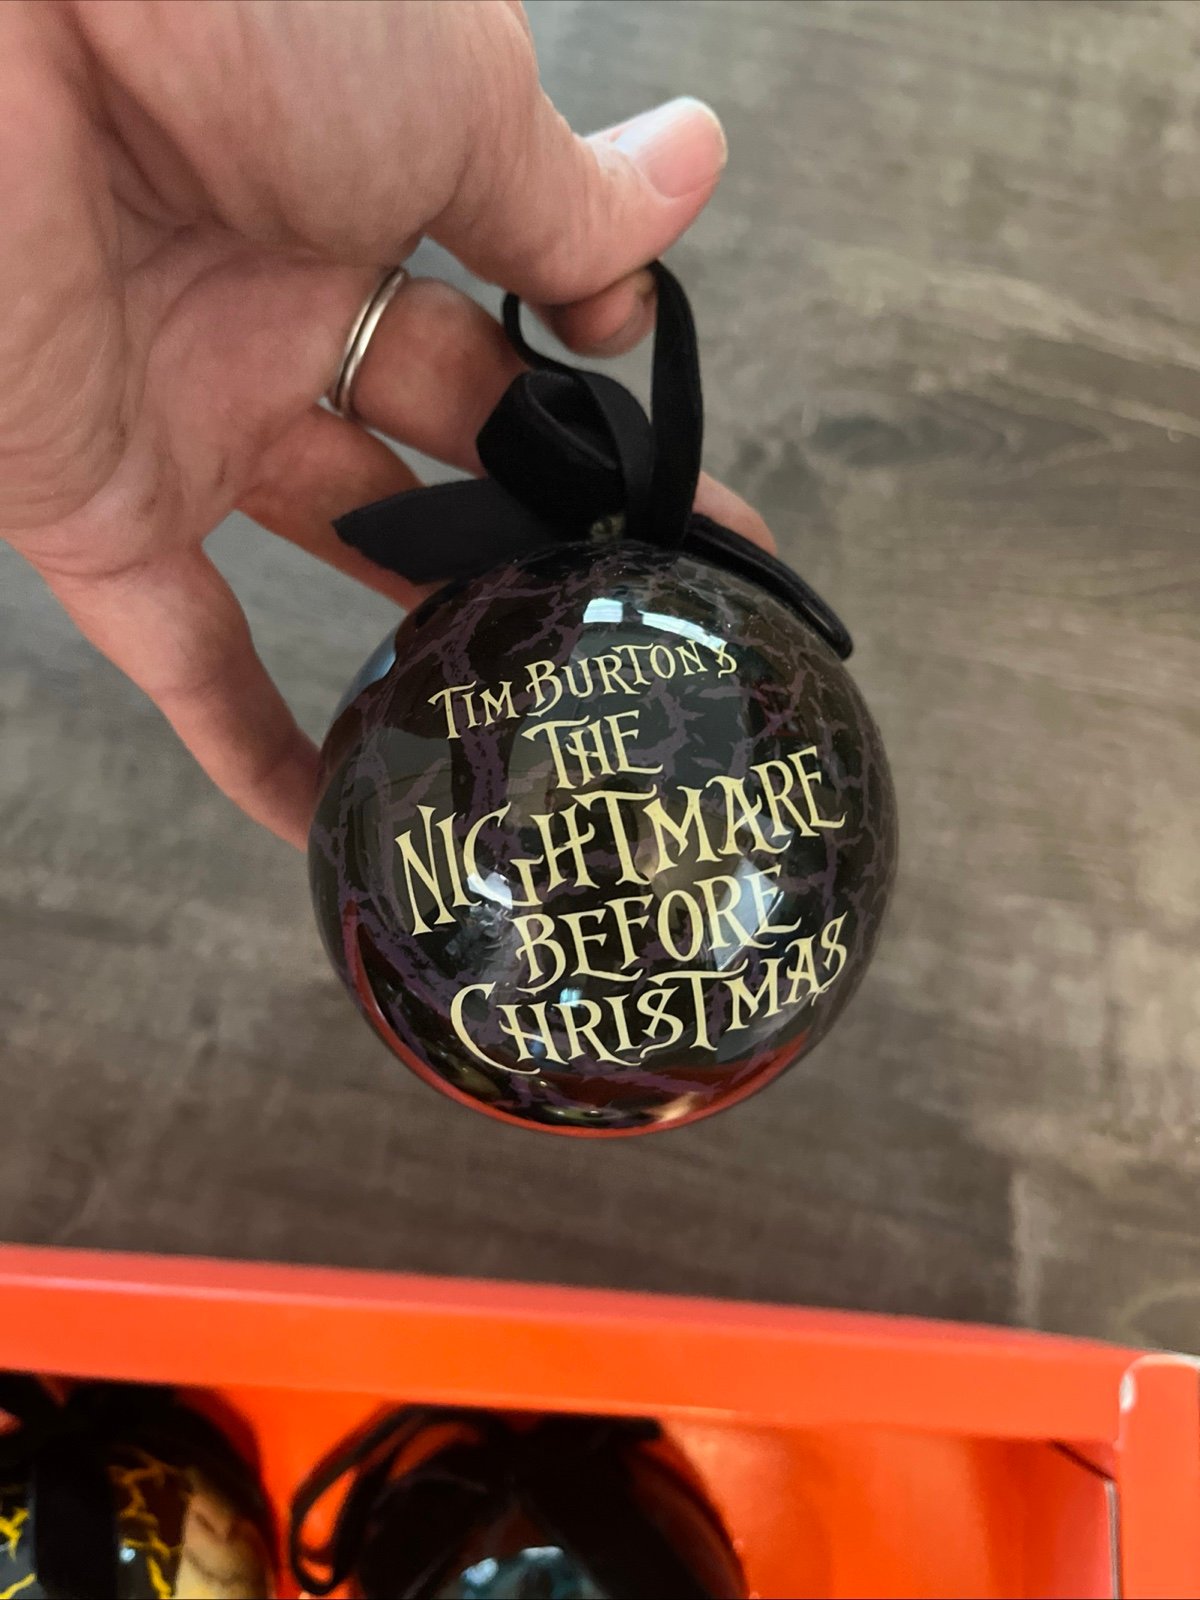 TIM BURTON'S
THE
NIGHTMARE
BEFORE
CHRISTMAS